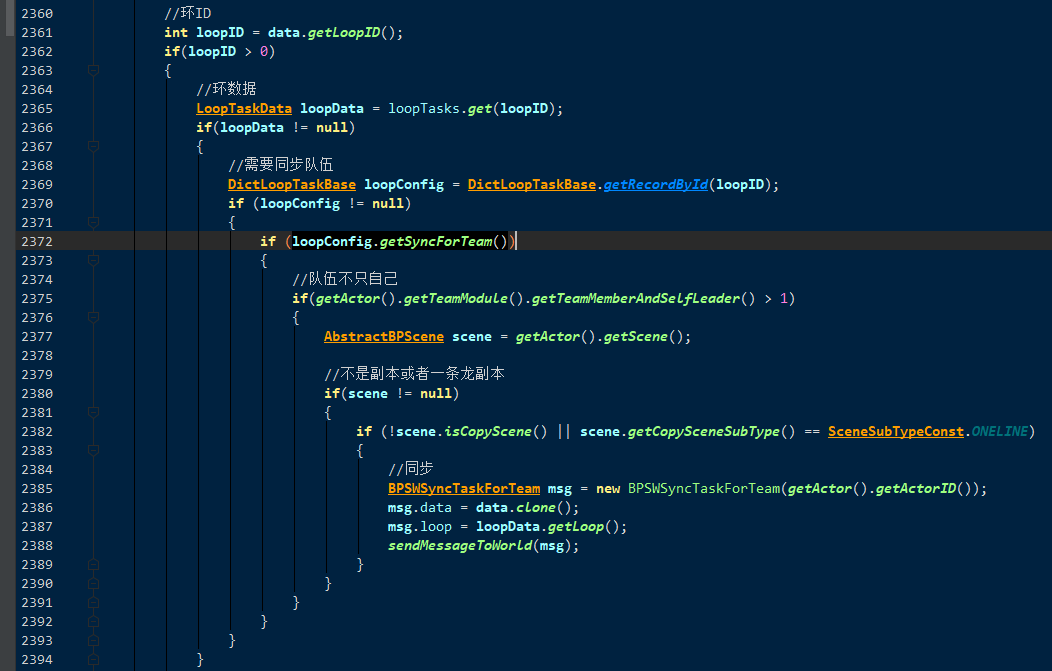 2360 //环ID
2361 int loopID = data.getLoopID();
2362 if(loopID > 0)
2363 {
2364 //环数据
2365 LoopTaskData loopData = loopTasks.get(loopID);
2366 if(loopData != null)
2367 {
2368 //需要同步队伍
2369 DictLoopTaskBase loopConfig = DictLoopTaskBase.getRecordById(loopID);
2370 if (loopConfig != null)
2371 {
2372 if (loopConfig.getSyncForTeam())
2373 {
2374 //队伍不只自己
2375 if(getActor().getTeamModule().getTeamMemberAndSelfLeader() > 1)
2376 {
2377 AbstractBPScene scene = getActor().getScene();
2378
2379 //不是副本或者一条龙副本
2380 if(scene != null)
2381 {
2382 if (!scene.isCopyScene() || scene.getCopySceneSubType() == SceneSubTypeConst.ONELINE)
2383 {
2384 //同步
2385 BPSWSyncTaskForTeam msg = new BPSWSyncTaskForTeam(getActor().getActorID());
2386 msg.data = data.clone();
2387 msg.loop = loopData.getLoop();
2388 sendMessageToWorld(msg);
2389 }
2390 }
2391 }
2392 }
2393 }
2394 }